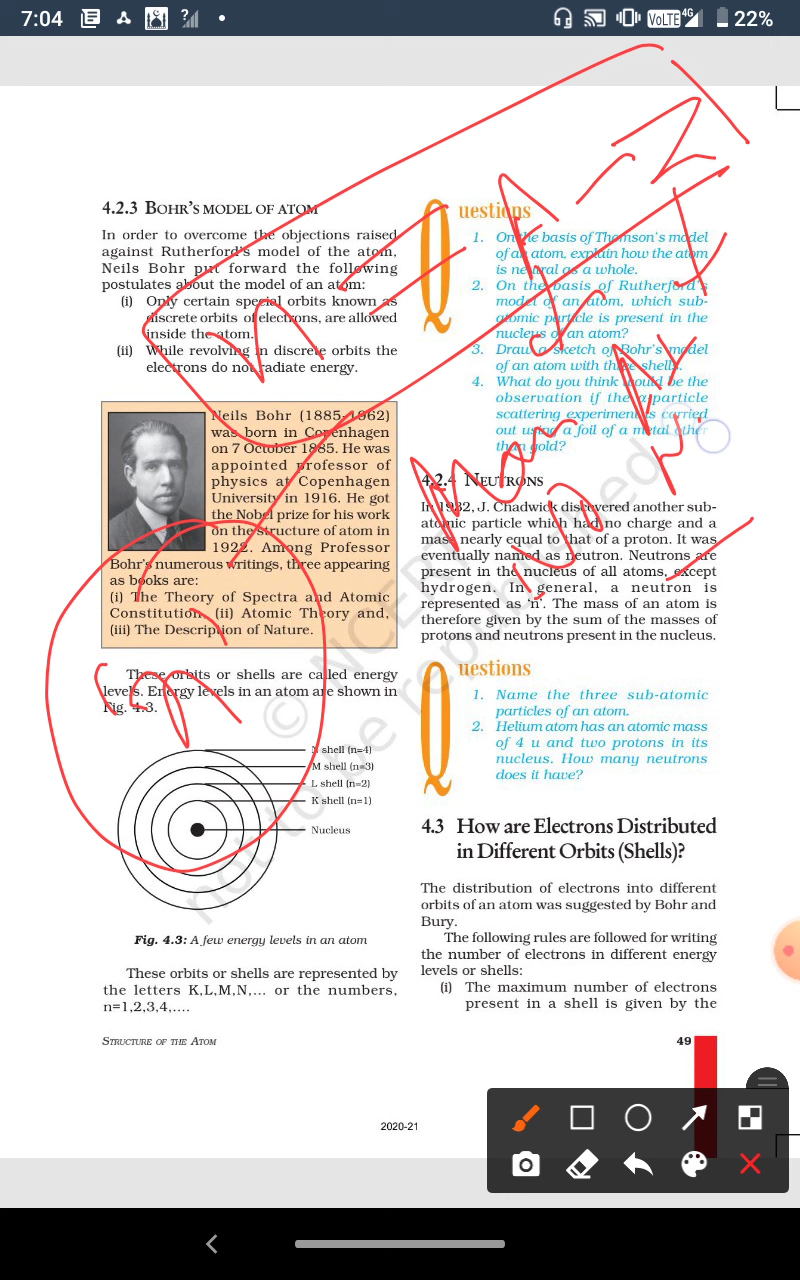 7:04
VoLTE 4G 22%
4.2.3 BOHR'S MODEL OF ATOM
In order to overcome the objections raised
against Rutherford's model of the atom,
Neils Bohr put forward the following
postulates about the model of an atom:
(i) Only certain special orbits known as
discrete orbits of electrons, are allowed
inside the atom.
(ii) While revolving in discrete orbits the
electrons do not radiate energy.
Neils Bohr (1885-1962)
was born in Copenhagen
on 7 October 1885. He was
appointed professor of
physics at Copenhagen
University in 1916. He got
the Nobel prize for his work
on the structure of atom in
1922. Among Professor
Bohr's numerous writings, three appearing
as books are:
(i) The Theory of Spectra and Atomic
Constitution, (ii) Atomic Theory and,
(iii) The Description of Nature.
These orbits or shells are called energy
levels. Energy levels in an atom are shown in
Fig. 4.3.
N shell (n=4)
M shell (n=3)
L shell (n=2)
K shell (n=1)
Nucleus
Fig. 4.3: A few energy levels in an atom
These orbits or shells are represented by
the letters K,L,M,N,… or the numbers,
n=1,2,3,4,….
Questions
1. On the basis of Thomson's model
of an atom, explain how the atom
is neutral as a whole.
2. On the basis of Rutherford's
model of an atom, which sub-
atomic particle is present in the
nucleus of an atom?
3. Draw a sketch of Bohr's model
of an atom with three shells.
4. What do you think would be the
observation if the α-particle
scattering experiment is carried
out using a foil of a metal other
than gold?
4.2.4 NEUTRONS
In 1932, J. Chadwick discovered another sub-
atomic particle which had no charge and a
mass nearly equal to that of a proton. It was
eventually named as neutron. Neutrons are
present in the nucleus of all atoms, except
hydrogen. In general, a neutron is
represented as 'n'. The mass of an atom is
therefore given by the sum of the masses of
protons and neutrons present in the nucleus.
Questions
1. Name the three sub-atomic
particles of an atom.
2. Helium atom has an atomic mass
of 4 u and two protons in its
nucleus. How many neutrons
does it have?
4.3 How are Electrons Distributed
in Different Orbits (Shells)?
The distribution of electrons into different
orbits of an atom was suggested by Bohr and
Bury.
The following rules are followed for writing
the number of electrons in different energy
levels or shells:
(i) The maximum number of electrons
present in a shell is given by the
© NCERT
not to be republished
STRUCTURE OF THE ATOM
49
2020-21